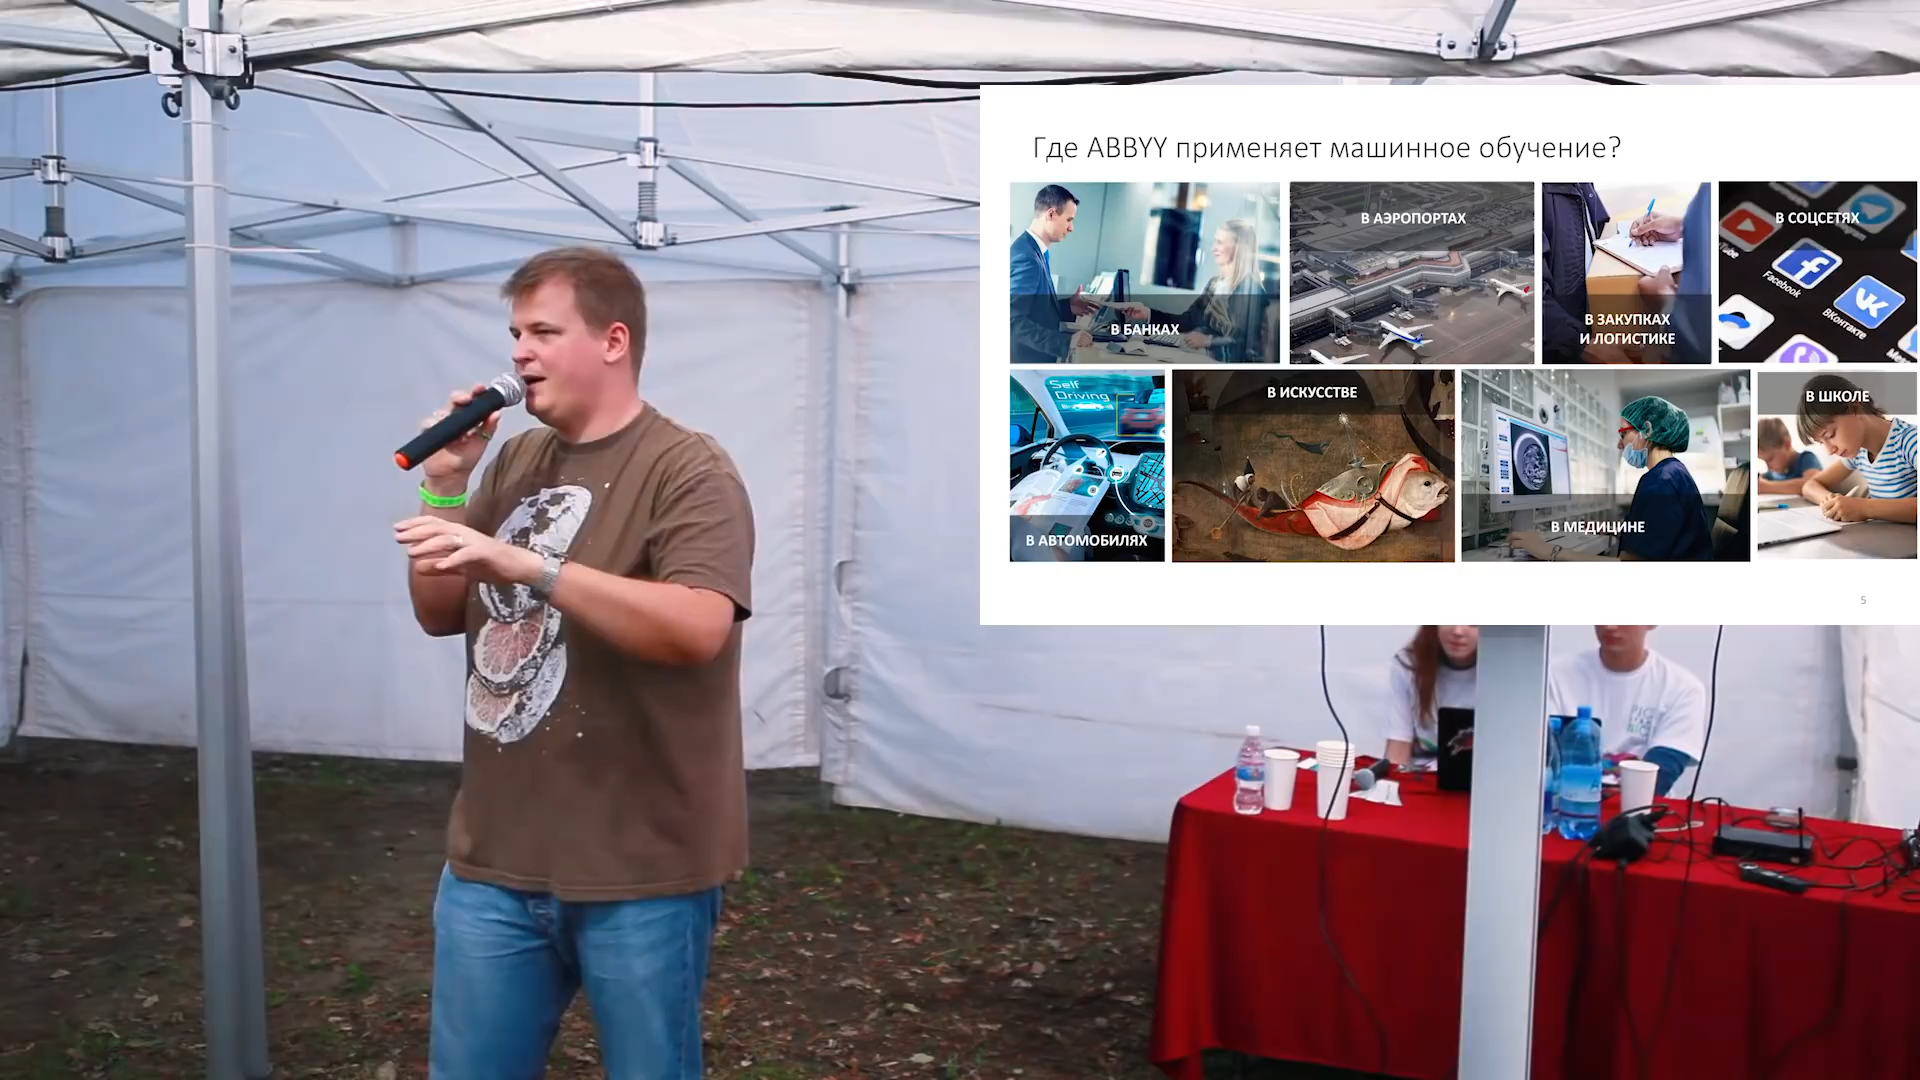 Где ABBYY применяет машинное обучение?
В БАНКАХ
В АЭРОПОРТАХ
В ЗАКУПКАХ
И ЛОГИСТИКЕ
В СОЦСЕТЯХ
Facebook
ВКонтакте
Self
Driving
В АВТОМОБИЛЯХ
В ИСКУССТВЕ
В МЕДИЦИНЕ
В ШКОЛЕ
5